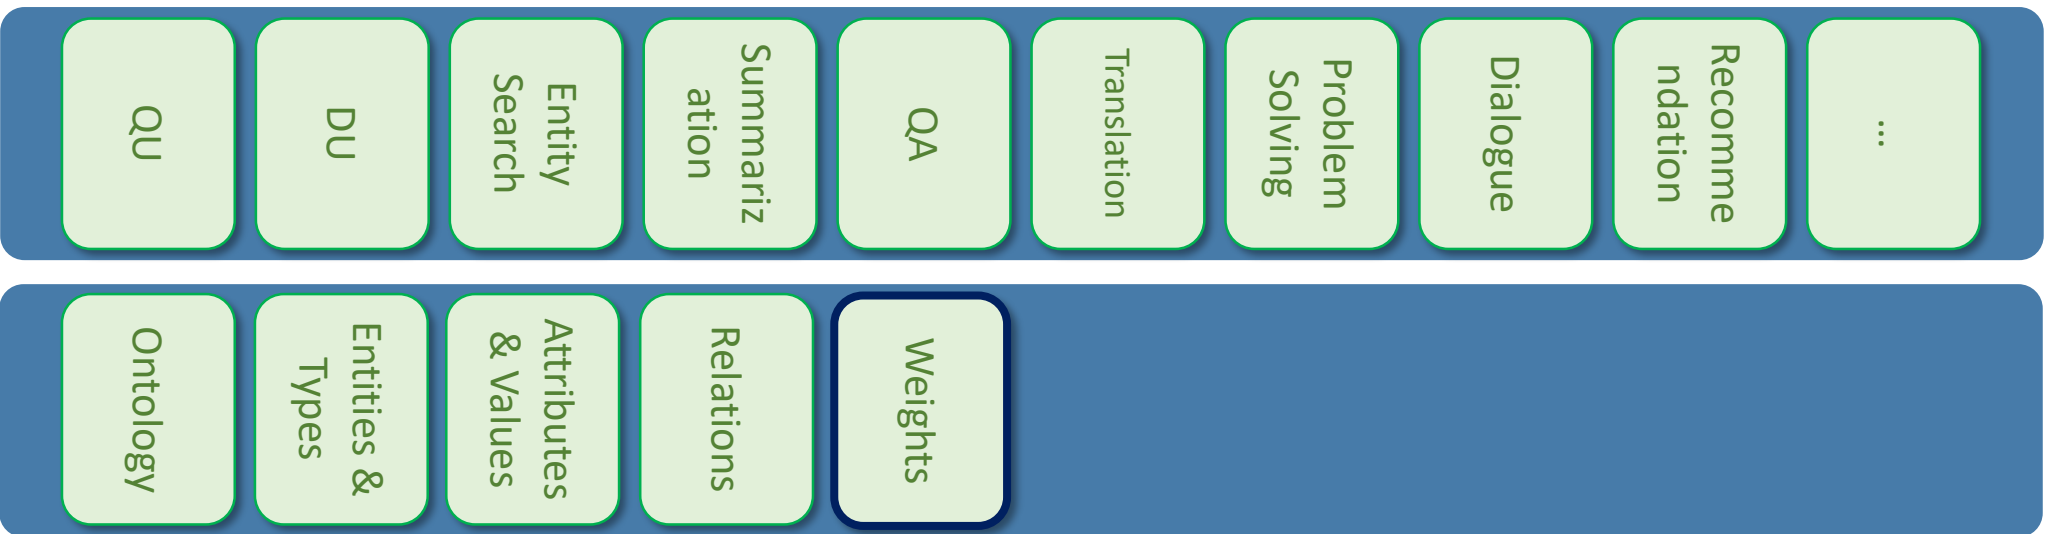 QU
DU
Entity
Search
Summariz
ation
QA
Translation
Problem
Solving
Dialogue
Recomme
ndation
...
Ontology
Entities &
Types
Attributes
& Values
Relations
Weights